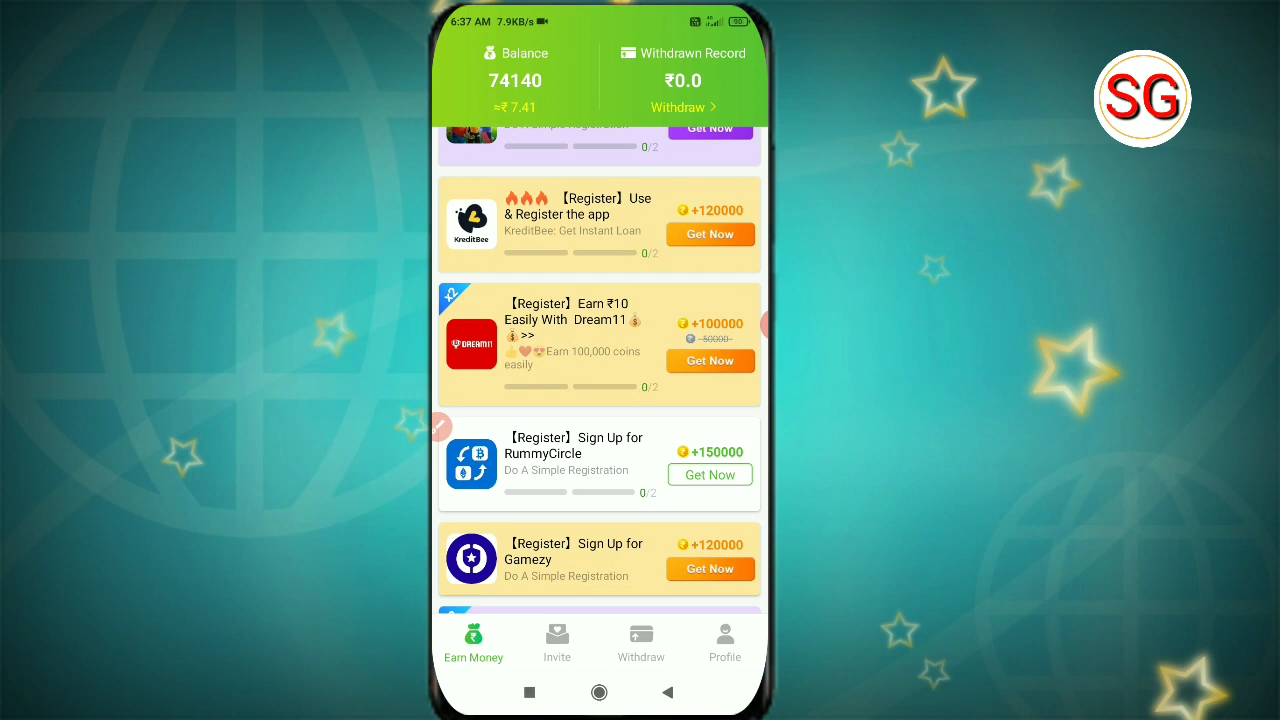 6:37 AM 7.9KB/s
90
SG
Balance
Withdrawn Record
74140
₹0.0
≈₹ 7.41
Withdraw >
Get Now
0/2
🔥🔥🔥 【Register】Use
& Register the app
KreditBee: Get Instant Loan
KreditBee
+120000
Get Now
0/2
x2
【Register】Earn ₹10
Easily With Dream11💰
💰>>
👍❤️😍Earn 100,000 coins
easily
DREAM11
+100000
50000
Get Now
0/2
【Register】Sign Up for
RummyCircle
Do A Simple Registration
+150000
Get Now
0/2
【Register】Sign Up for
Gamezy
Do A Simple Registration
+120000
Get Now
Earn Money
Invite
Withdraw
Profile